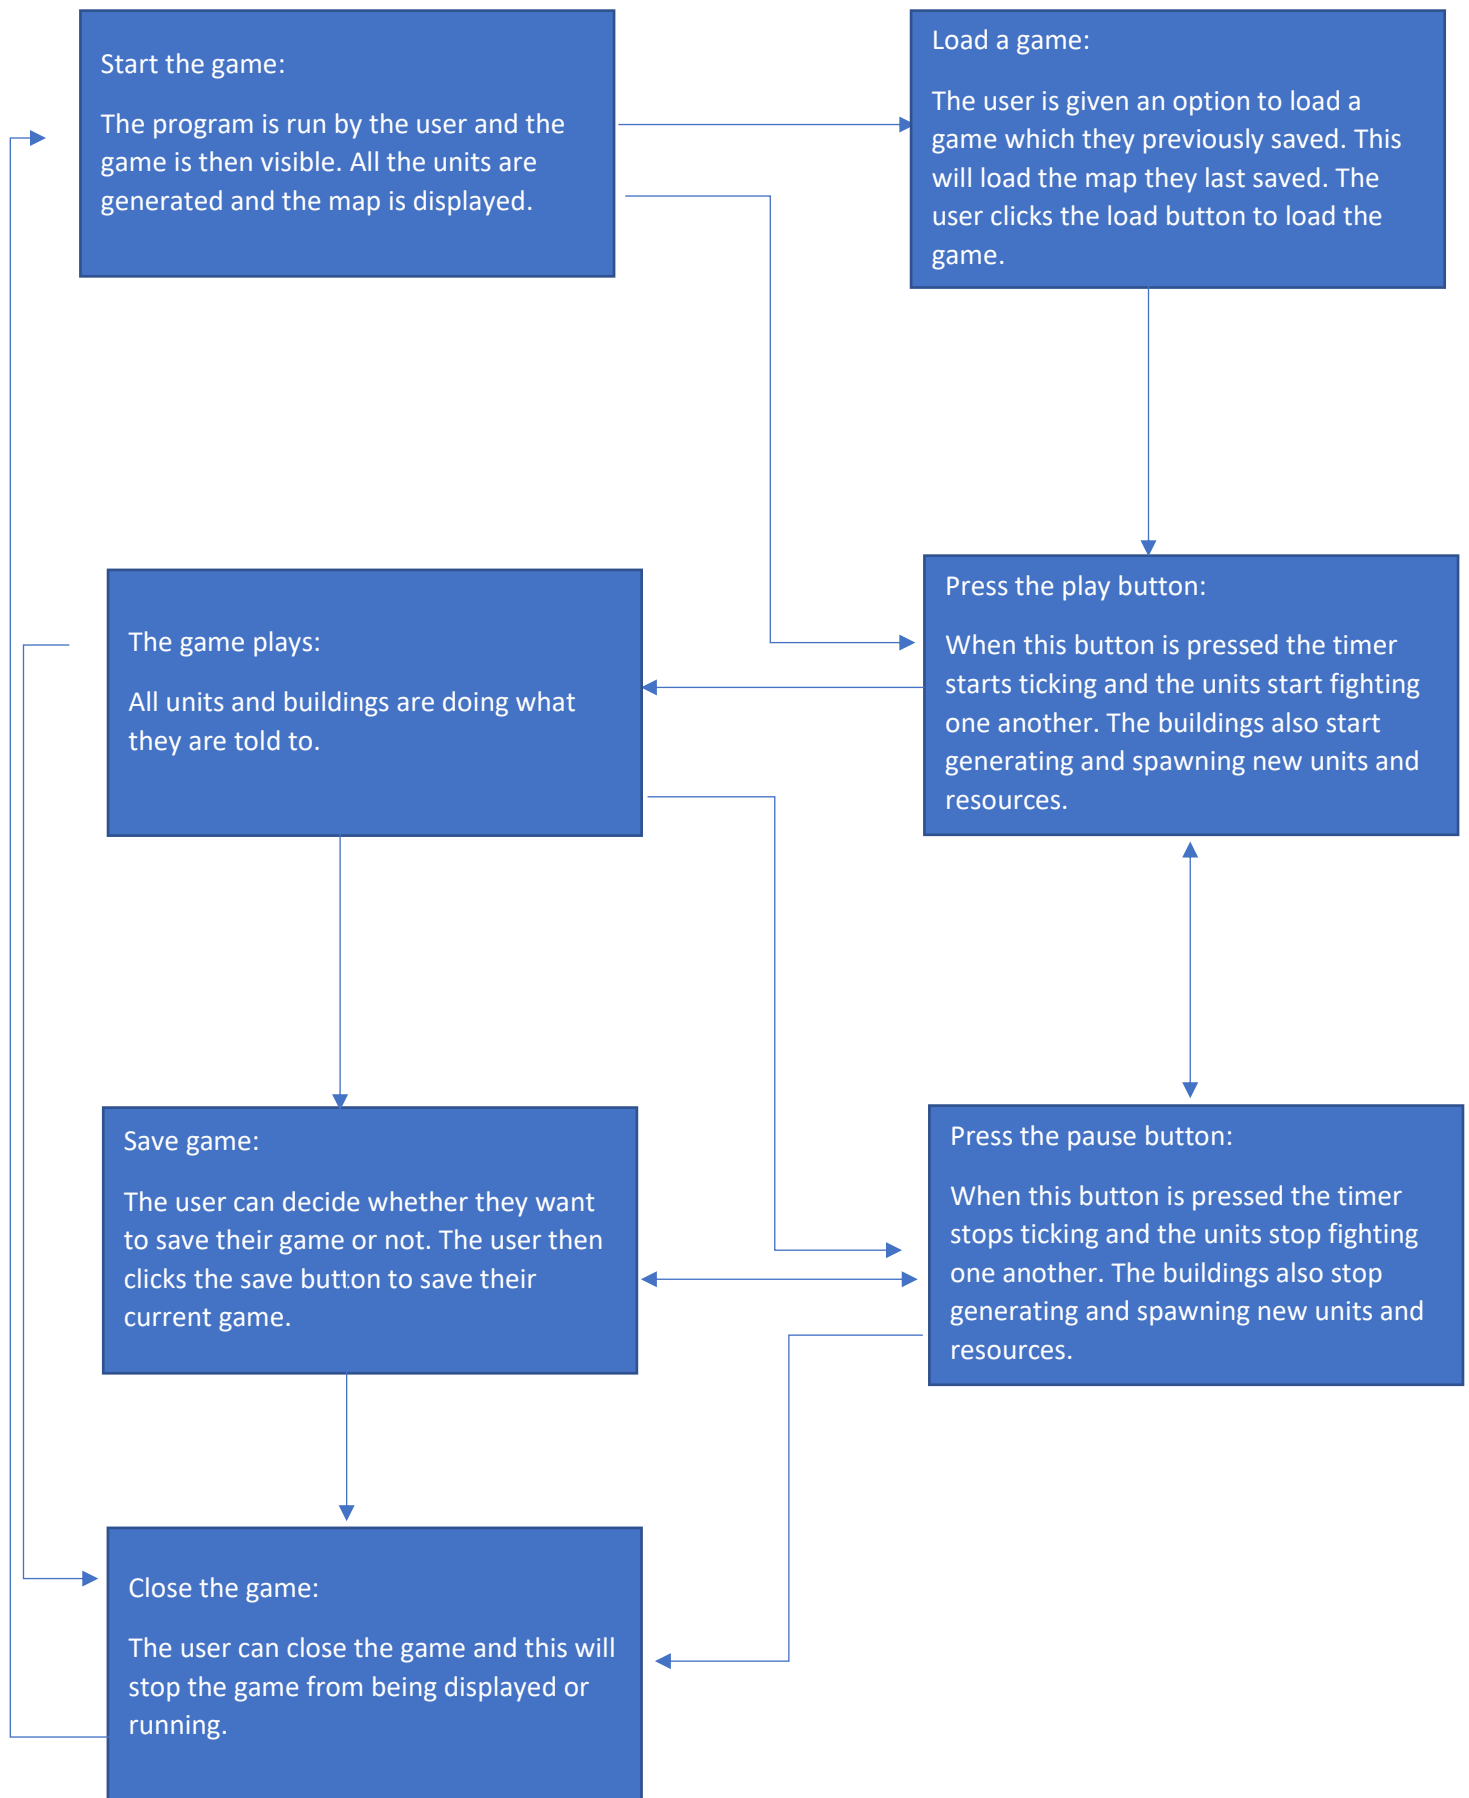 Start the game:
The program is run by the user and the
game is then visible. All the units are
generated and the map is displayed.
Load a game:
The user is given an option to load a
game which they previously saved. This
will load the map they last saved. The
user clicks the load button to load the
game.
The game plays:
All units and buildings are doing what
they are told to.
Press the play button:
When this button is pressed the timer
starts ticking and the units start fighting
one another. The buildings also start
generating and spawning new units and
resources.
Save game:
The user can decide whether they want
to save their game or not. The user then
clicks the save button to save their
current game.
Press the pause button:
When this button is pressed the timer
stops ticking and the units stop fighting
one another. The buildings also stop
generating and spawning new units and
resources.
Close the game:
The user can close the game and this will
stop the game from being displayed or
running.